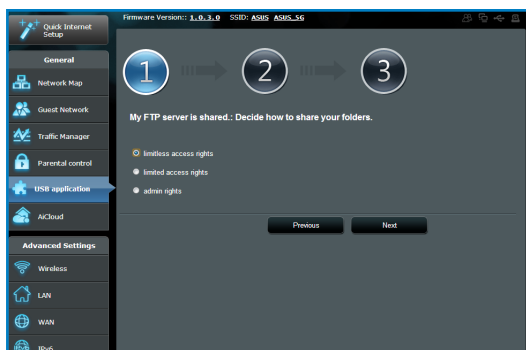 Quick Internet
Setup
Firmware Version:: 1.0.3.0 SSID: ASUS ASUS_5G
General
Network Map
Guest Network
Traffic Manager
Parental control
USB application
AiCloud
Advanced Settings
Wireless
LAN
WAN
IPv6
1
2
3
My FTP server is shared.: Decide how to share your folders.
limitless access rights
limited access rights
admin rights
Previous
Next